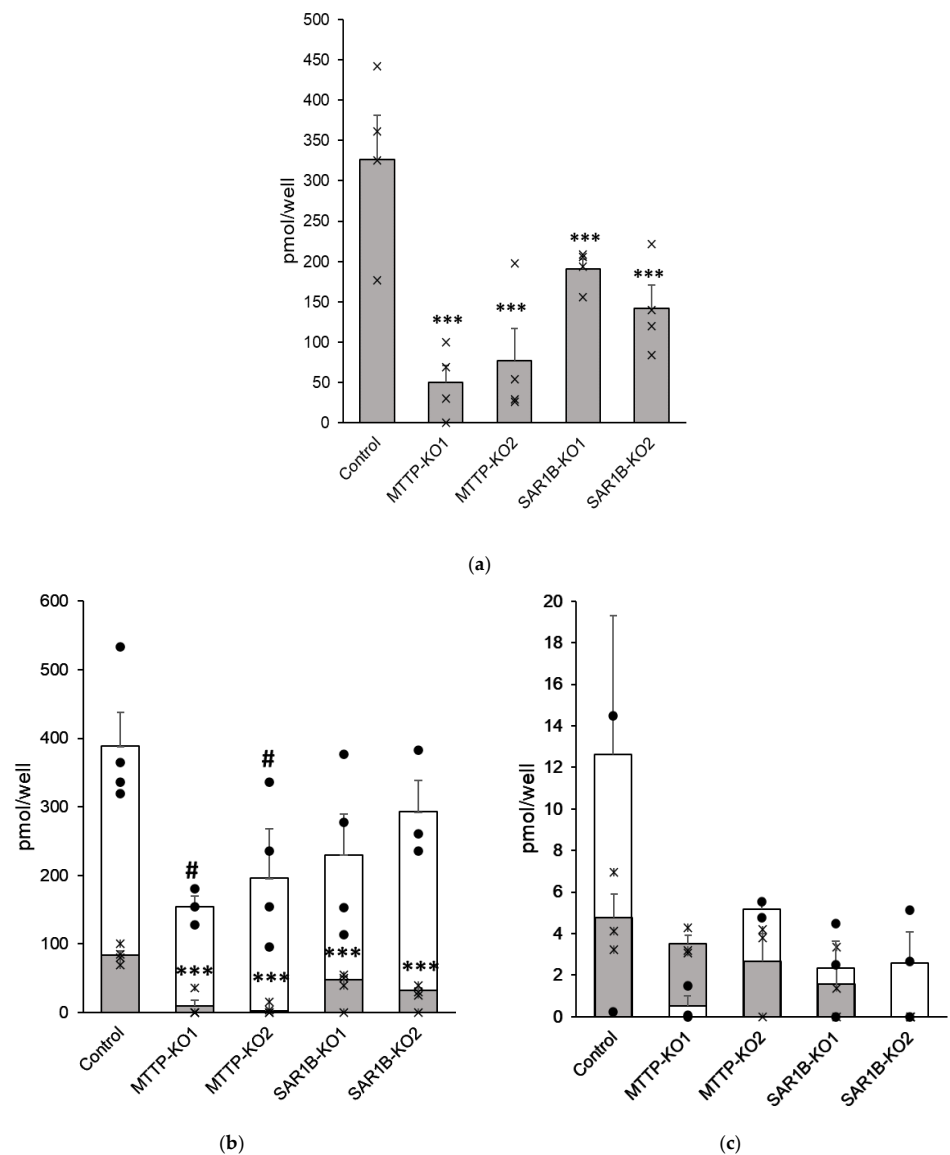 500
450
400
350
300
250
200
150
100
50
0
pmol/well
***
***
***
***
Control
MTTP-KO1
MTTP-KO2
SAR1B-KO1
SAR1B-KO2
(a)
600
500
400
300
200
100
0
pmol/well
#
#
***
***
***
***
Control
MTTP-KO1
MTTP-KO2
SAR1B-KO1
SAR1B-KO2
(b)
20
18
16
14
12
10
8
6
4
2
0
pmol/well
Control
MTTP-KO1
MTTP-KO2
SAR1B-KO1
SAR1B-KO2
(c)